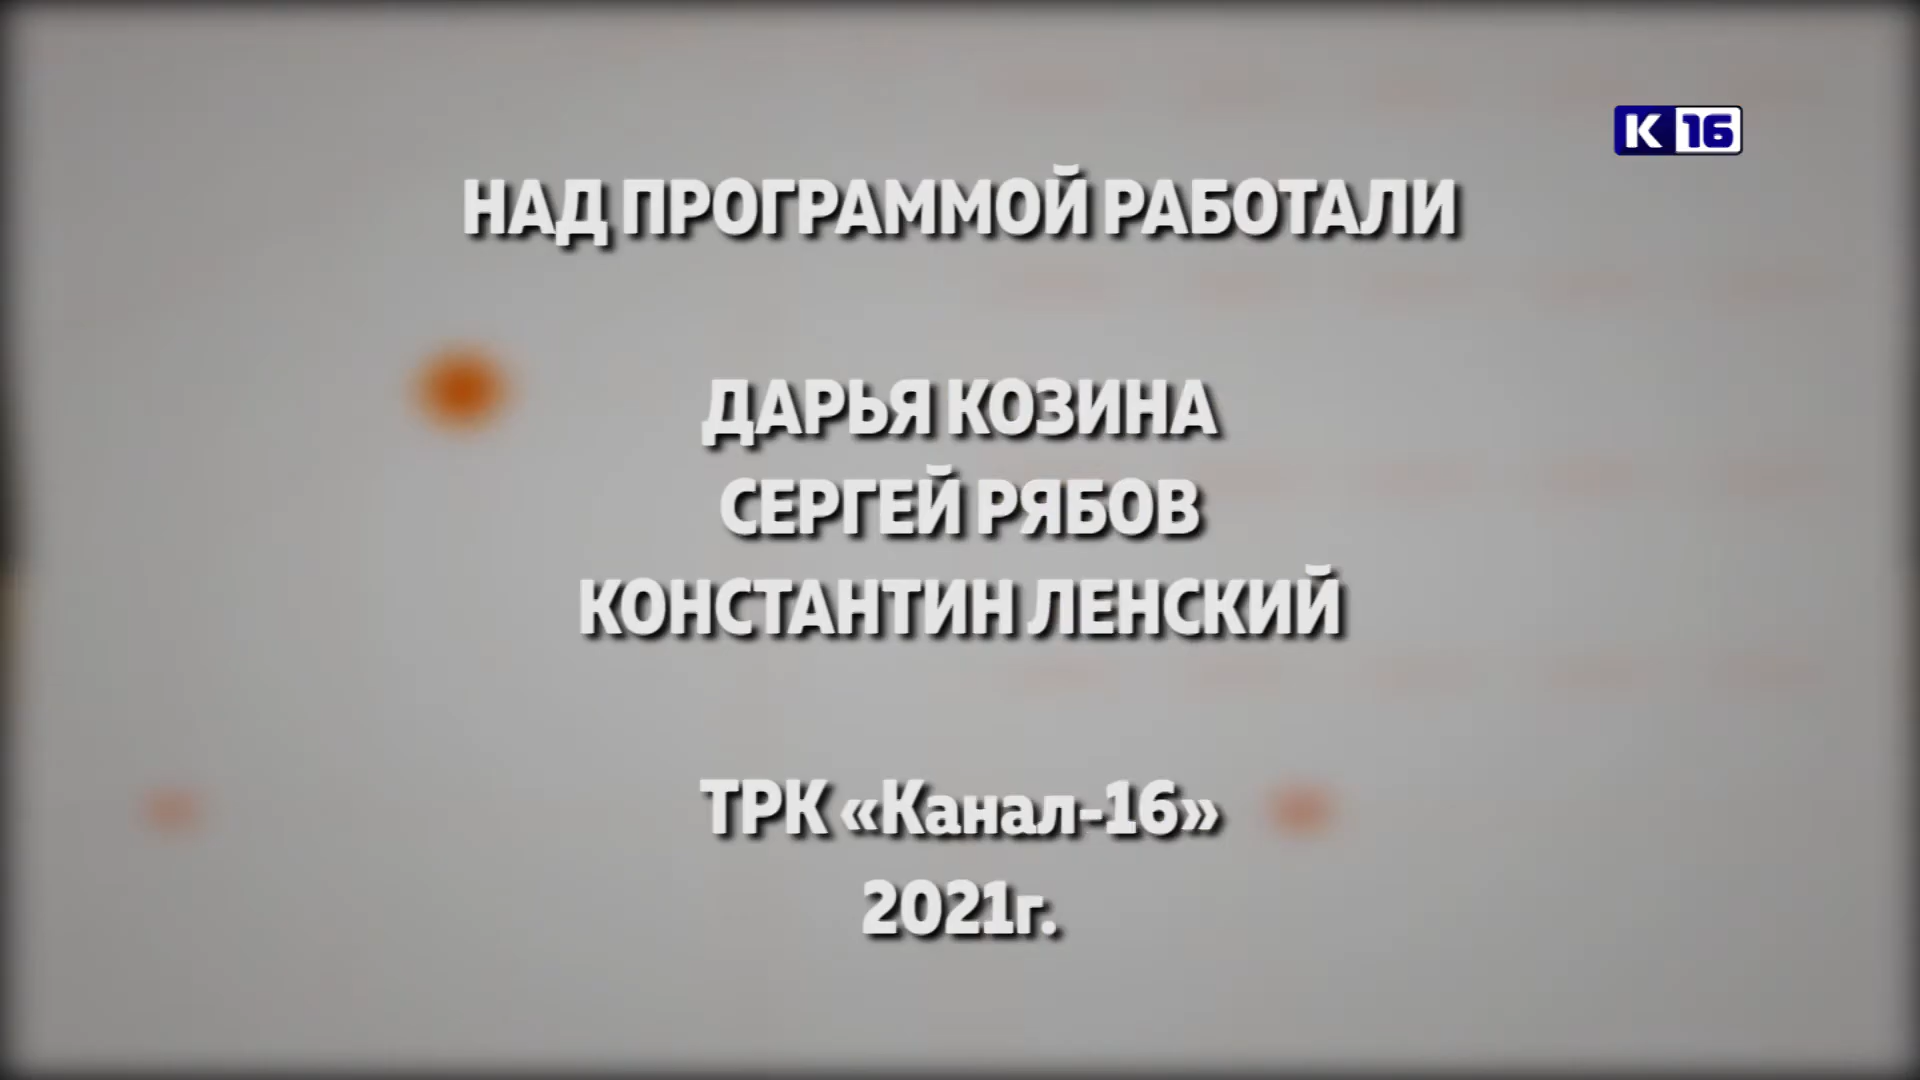 К 16
НАД ПРОГРАММОЙ РАБОТАЛИ
ДАРЬЯ КОЗИНА
СЕРГЕЙ РЯБОВ
КОНСТАНТИН ЛЕНСКИЙ
ТРК «Канал-16»
2021г.